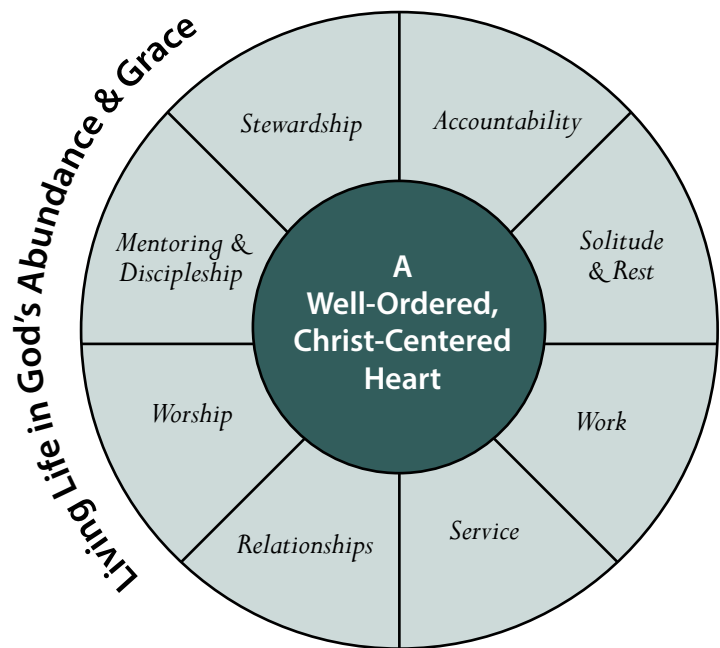 Living Life in God's Abundance & Grace
Stewardship
Accountability
Mentoring &
Discipleship
Solitude
& Rest
A
Well-Ordered,
Christ-Centered
Heart
Worship
Work
Relationships
Service